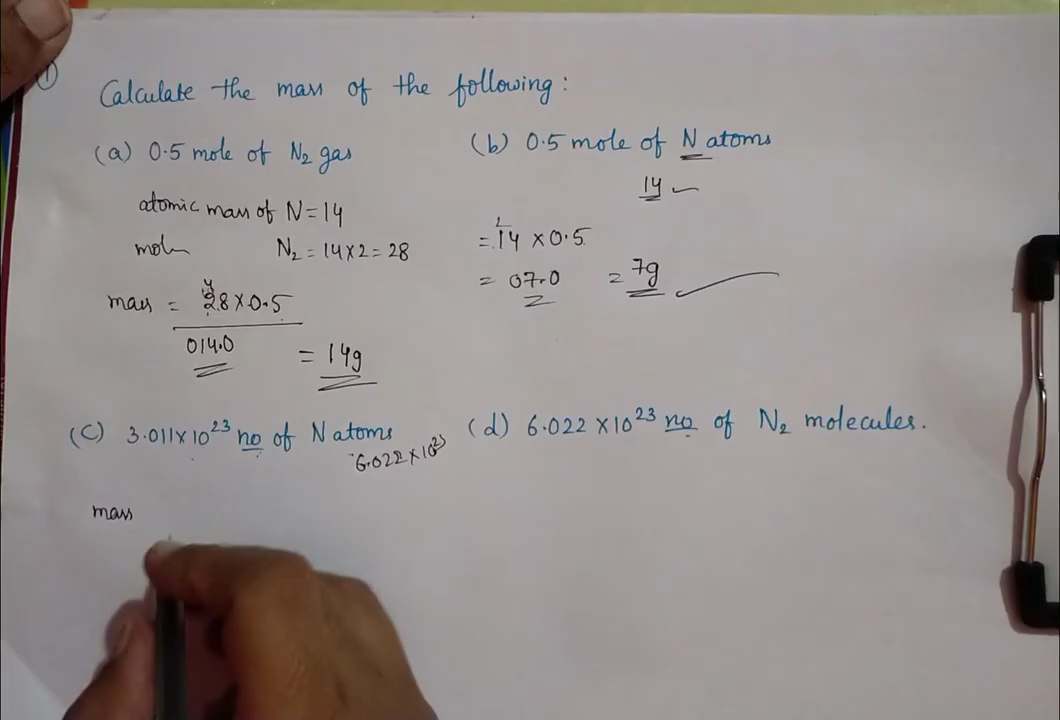 1
Calculate the mass of the following:
(a) 0.5 mole of N2 gas
atomic mass of N = 14
N2 = 14 x 2 = 28
mass = 28 x 0.5
014.0 = 14g
(b) 0.5 mole of N atoms
14
= 14 x 0.5
= 07.0 = 7g
(c) 3.011 x 10^23 no of N atoms
6.022 x 10^23
mass
(d) 6.022 x 10^23 no of N2 molecules.